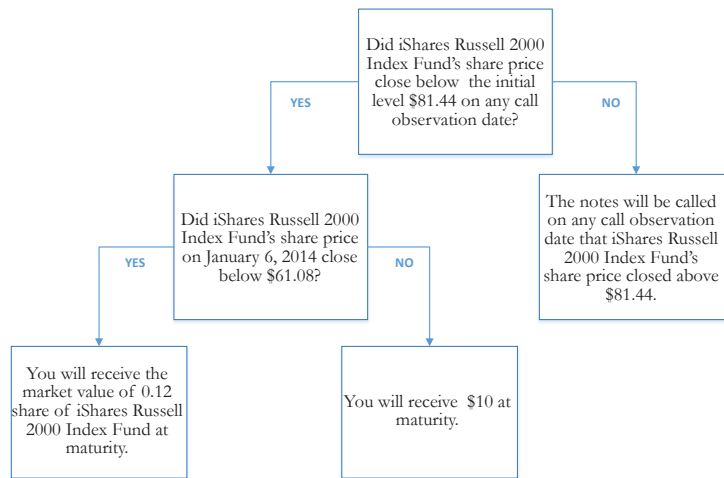 Did iShares Russell 2000
Index Fund's share price
close below the initial
level $81.44 on any call
observation date?
YES
NO
Did iShares Russell 2000
Index Fund's share price
on January 6, 2014 close
below $61.08?
The notes will be called
on any call observation
date that iShares Russell
2000 Index Fund's
share price closed above
$81.44.
YES
NO
You will receive the
market value of 0.12
share of iShares Russell
2000 Index Fund at
maturity.
You will receive $10 at
maturity.